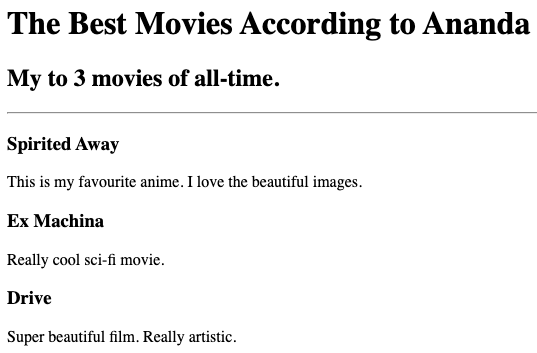 The Best Movies According to Ananda
My to 3 movies of all-time.
Spirited Away
This is my favourite anime. I love the beautiful images.
Ex Machina
Really cool sci-fi movie.
Drive
Super beautiful film. Really artistic.